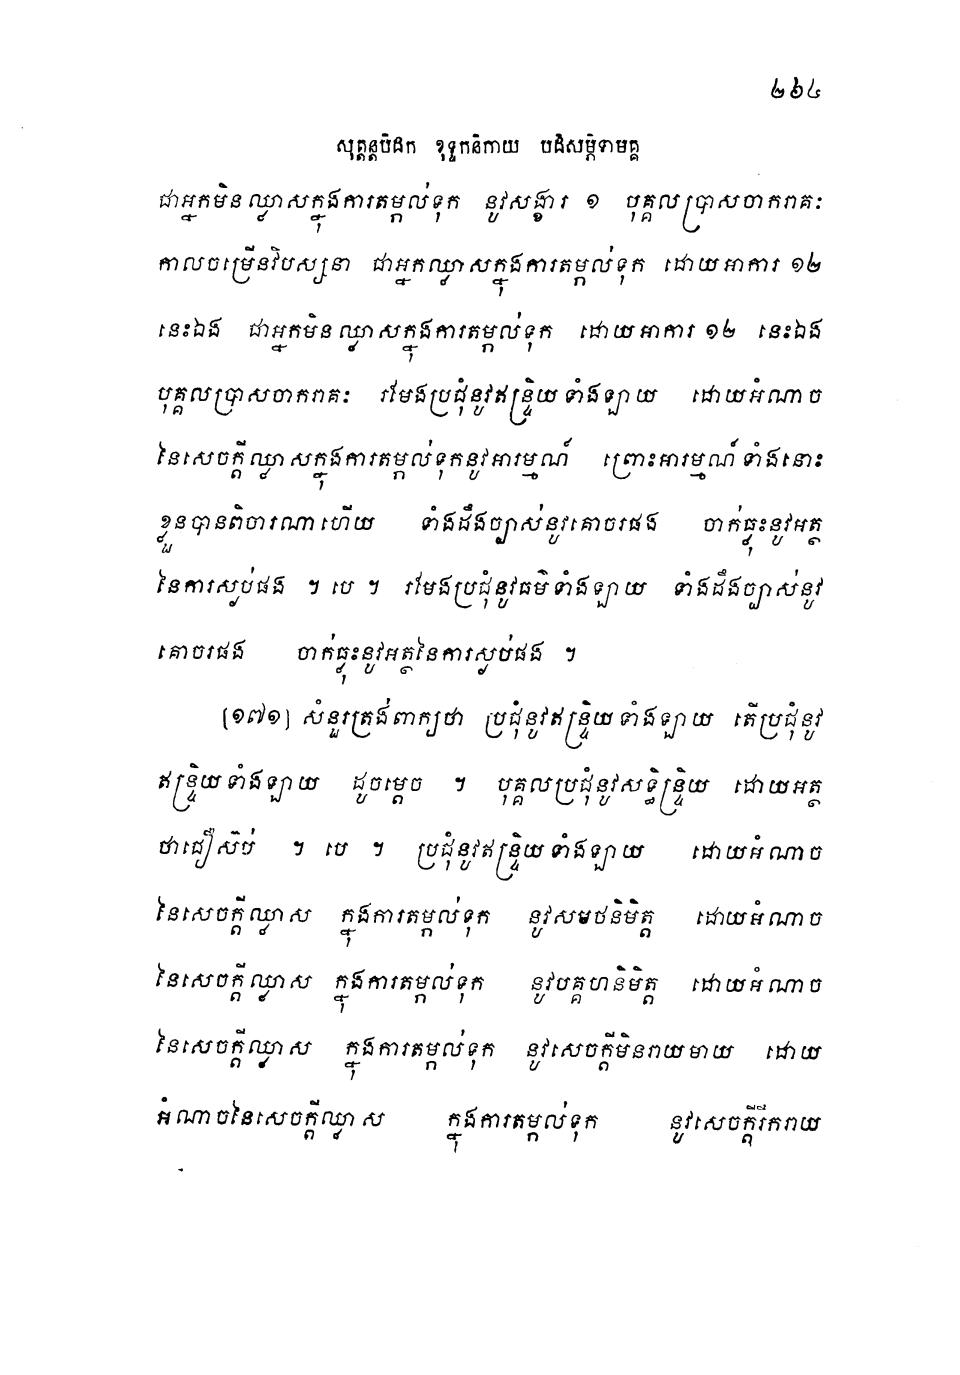 ២៦៤
សុត្តន្តបិដក ខុទ្ទកនិកាយ បដិសម្ភិទាមគ្គ
ជាអ្នកមិនឈ្លាសក្នុងការតម្កល់ទុក នូវសង្ខារ ១ បុគ្គលប្រាសចាករាគៈ
កាលចម្រើនវិបស្សនា ជាអ្នកឈ្លាសក្នុងការតម្កល់ទុក ដោយអាការ ១២
នេះឯង ជាអ្នកមិនឈ្លាសក្នុងការតម្កល់ទុក ដោយអាការ ១២ នេះឯង
បុគ្គលប្រាសចាករាគៈ រមែងប្រជុំនូវឥន្ទ្រិយទាំងឡាយ ដោយអំណាច
នៃសេចក្តីឈ្លាសក្នុងការតម្កល់ទុកនូវអារម្មណ៍ ព្រោះអារម្មណ៍ទាំងនោះ
ខ្លួនបានពិចារណាហើយ ទាំងដឹងច្បាស់នូវគោចរផង ចាក់ធ្លុះនូវអត្ថ
នៃការស្ងប់ផង ។ បេ ។ រមែងប្រជុំនូវធម៌ទាំងឡាយ ទាំងដឹងច្បាស់នូវ
គោចរផង ចាក់ធ្លុះនូវអត្ថនៃការស្ងប់ផង ។
(១៧១) សំនួរត្រង់ពាក្យថា ប្រជុំនូវឥន្ទ្រិយទាំងឡាយ តើប្រជុំនូវ
ឥន្ទ្រិយទាំងឡាយ ដូចម្តេច ។ បុគ្គលប្រជុំនូវសទ្ធិន្ទ្រិយ ដោយអត្ថ
ថាជឿស៊ប់ ។ បេ ។ ប្រជុំនូវឥន្ទ្រិយទាំងឡាយ ដោយអំណាច
នៃសេចក្តីឈ្លាស ក្នុងការតម្កល់ទុក នូវសមថនិមិត្ត ដោយអំណាច
នៃសេចក្តីឈ្លាស ក្នុងការតម្កល់ទុក នូវបគ្គហនិមិត្ត ដោយអំណាច
នៃសេចក្តីឈ្លាស ក្នុងការតម្កល់ទុក នូវសេចក្តីមិនរាយមាយ ដោយ
អំណាចនៃសេចក្តីឈ្លាស ក្នុងការតម្កល់ទុក នូវសេចក្តីរីករាយ